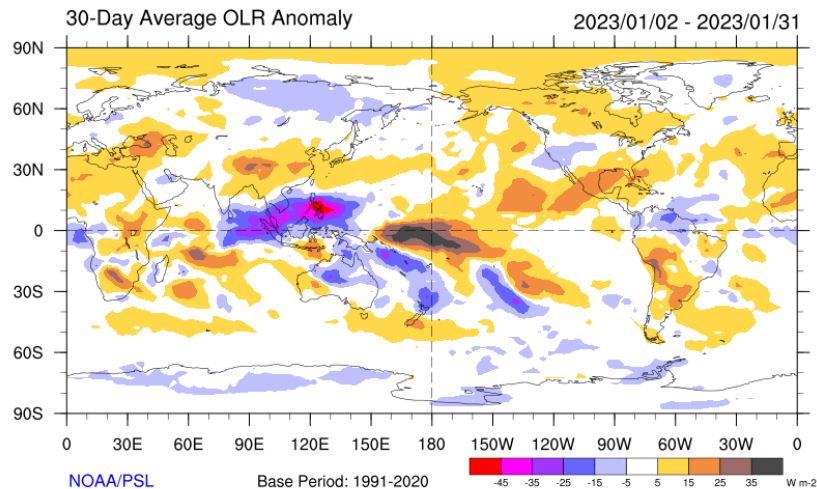 30-Day Average OLR Anomaly
2023/01/02 - 2023/01/31
90N
60N
30N
0
30S
60S
90S
0 30E 60E 90E 120E 150E 180 150W 120W 90W 60W 30W 0
NOAA/PSL
Base Period: 1991-2020
-45 -35 -25 -15 -5 5 15 25 35 W m-2